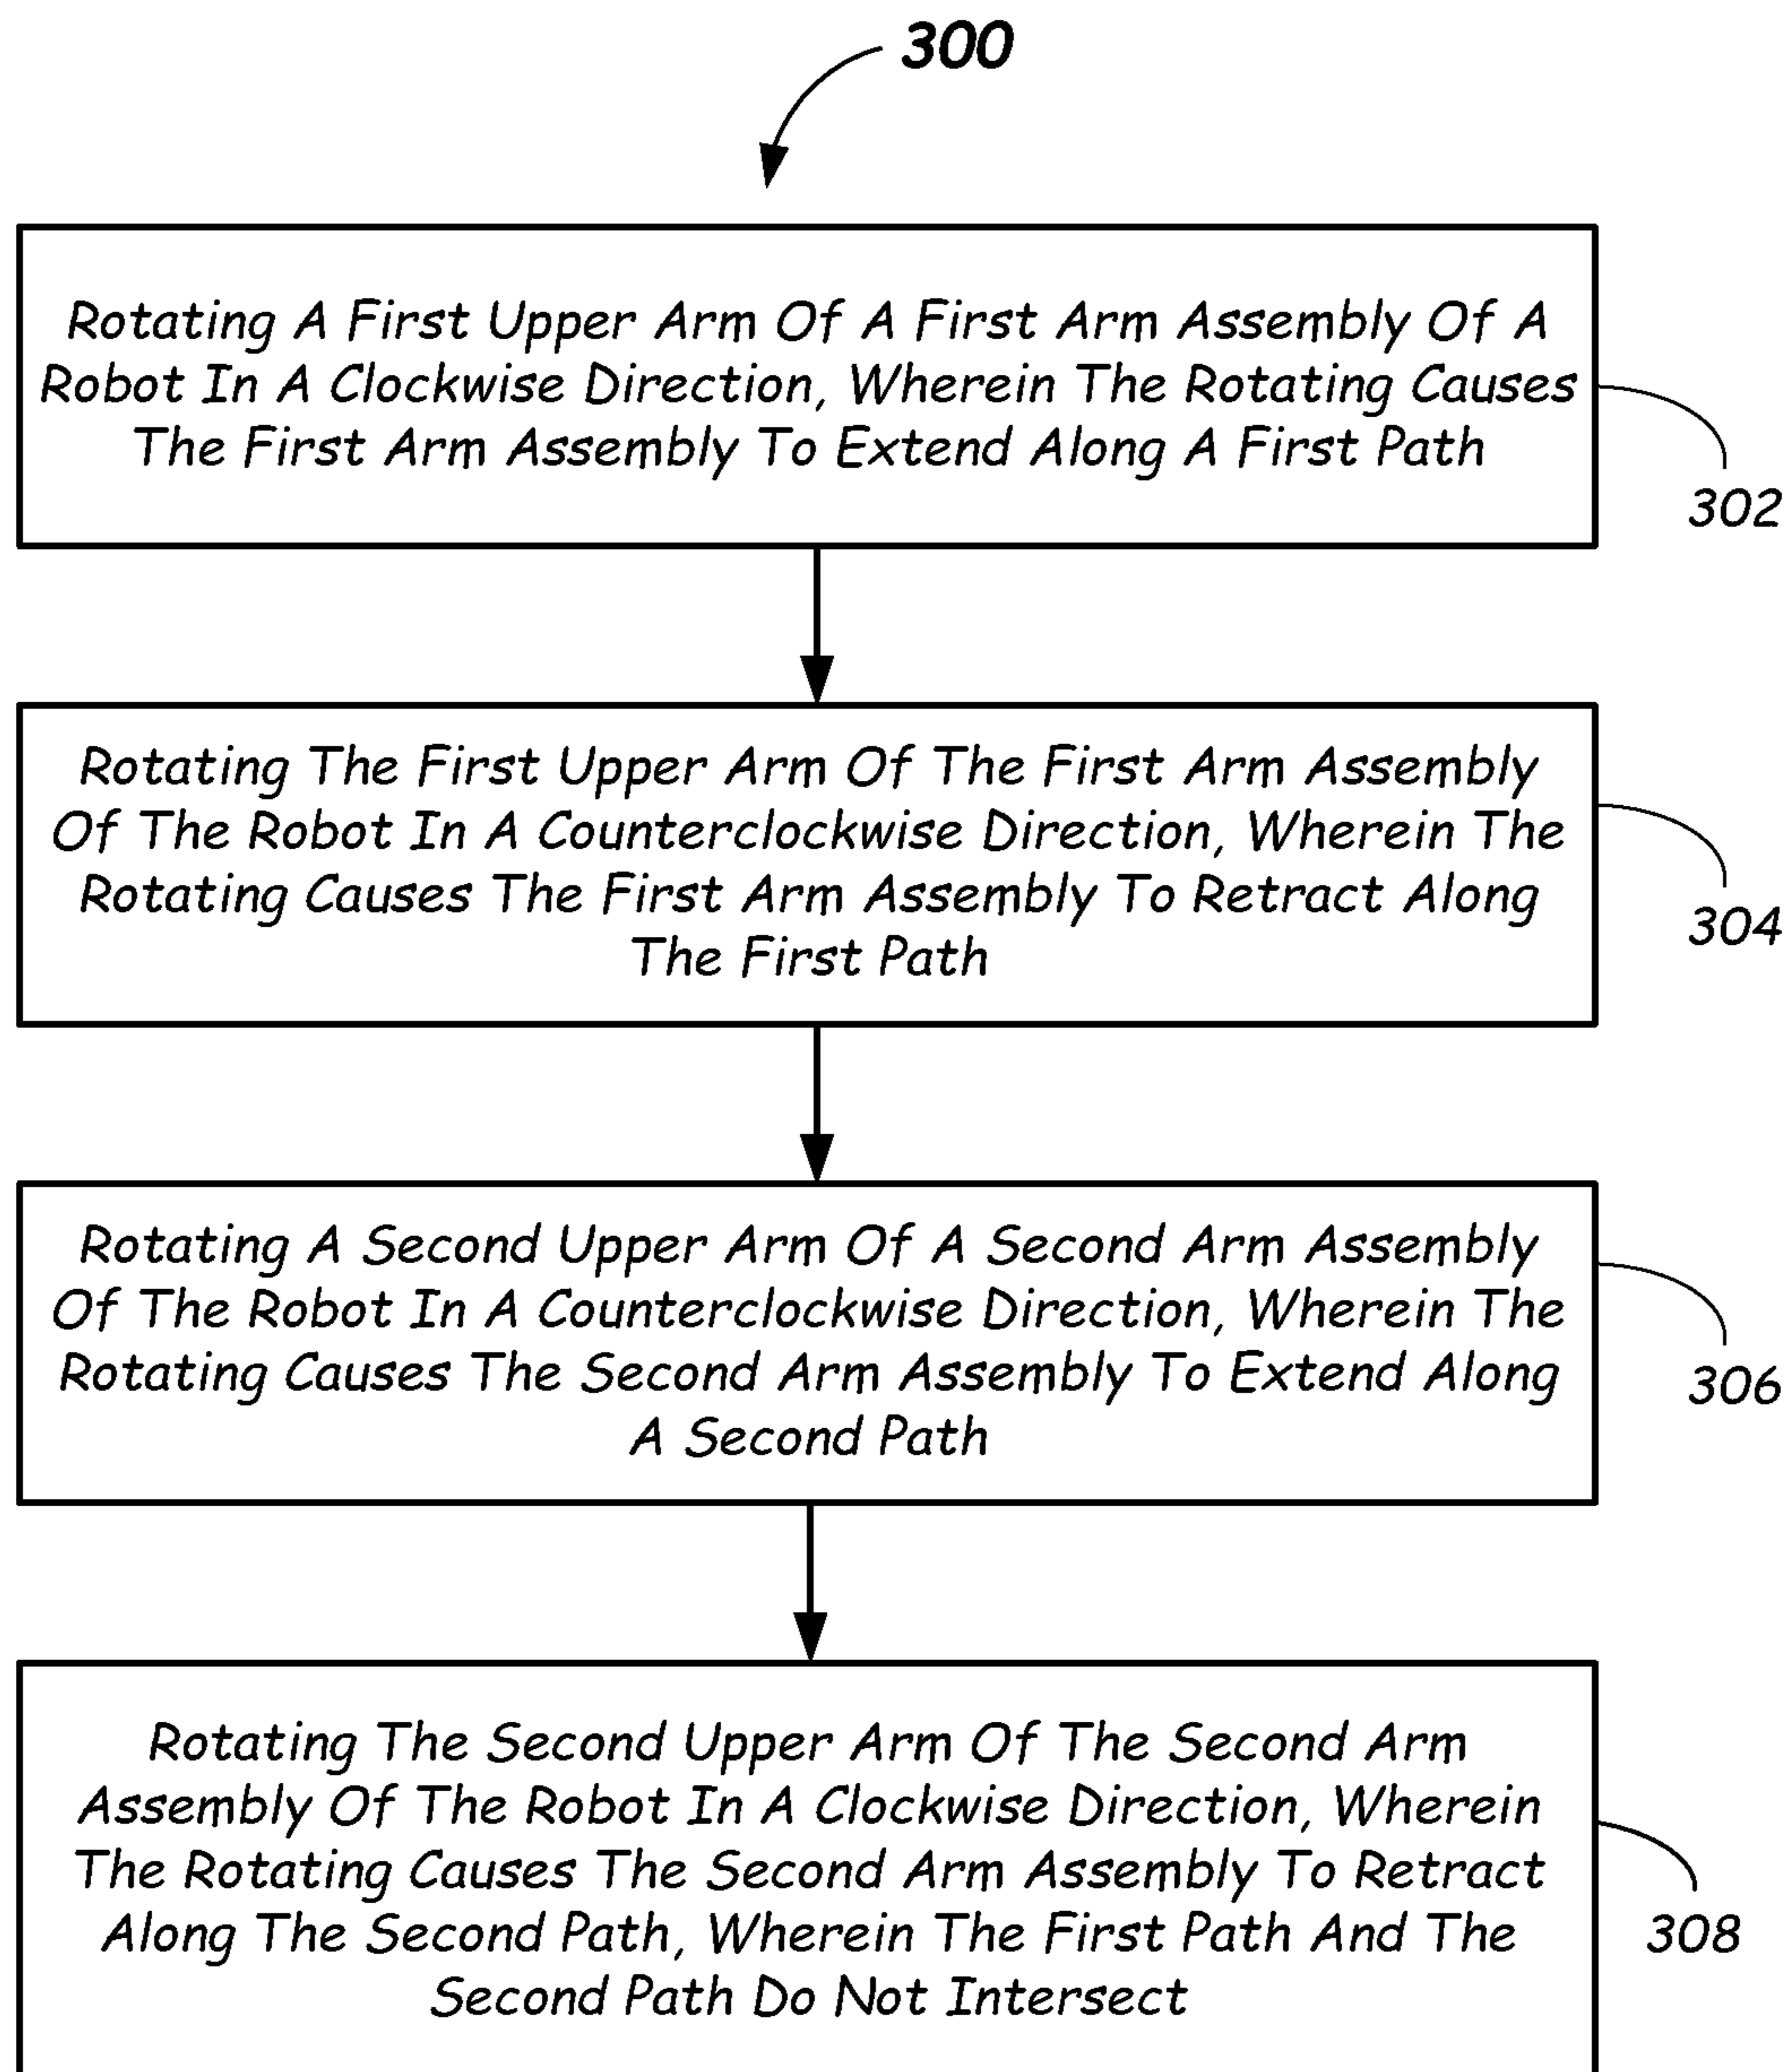 300
Rotating A First Upper Arm Of A First Arm Assembly Of A
Robot In A Clockwise Direction, Wherein The Rotating Causes
The First Arm Assembly To Extend Along A First Path
302
Rotating The First Upper Arm Of The First Arm Assembly
Of The Robot In A Counterclockwise Direction, Wherein The
Rotating Causes The First Arm Assembly To Retract Along
The First Path
304
Rotating A Second Upper Arm Of A Second Arm Assembly
Of The Robot In A Counterclockwise Direction, Wherein The
Rotating Causes The Second Arm Assembly To Extend Along
A Second Path
306
Rotating The Second Upper Arm Of The Second Arm
Assembly Of The Robot In A Clockwise Direction, Wherein
The Rotating Causes The Second Arm Assembly To Retract
Along The Second Path, Wherein The First Path And The
Second Path Do Not Intersect
308